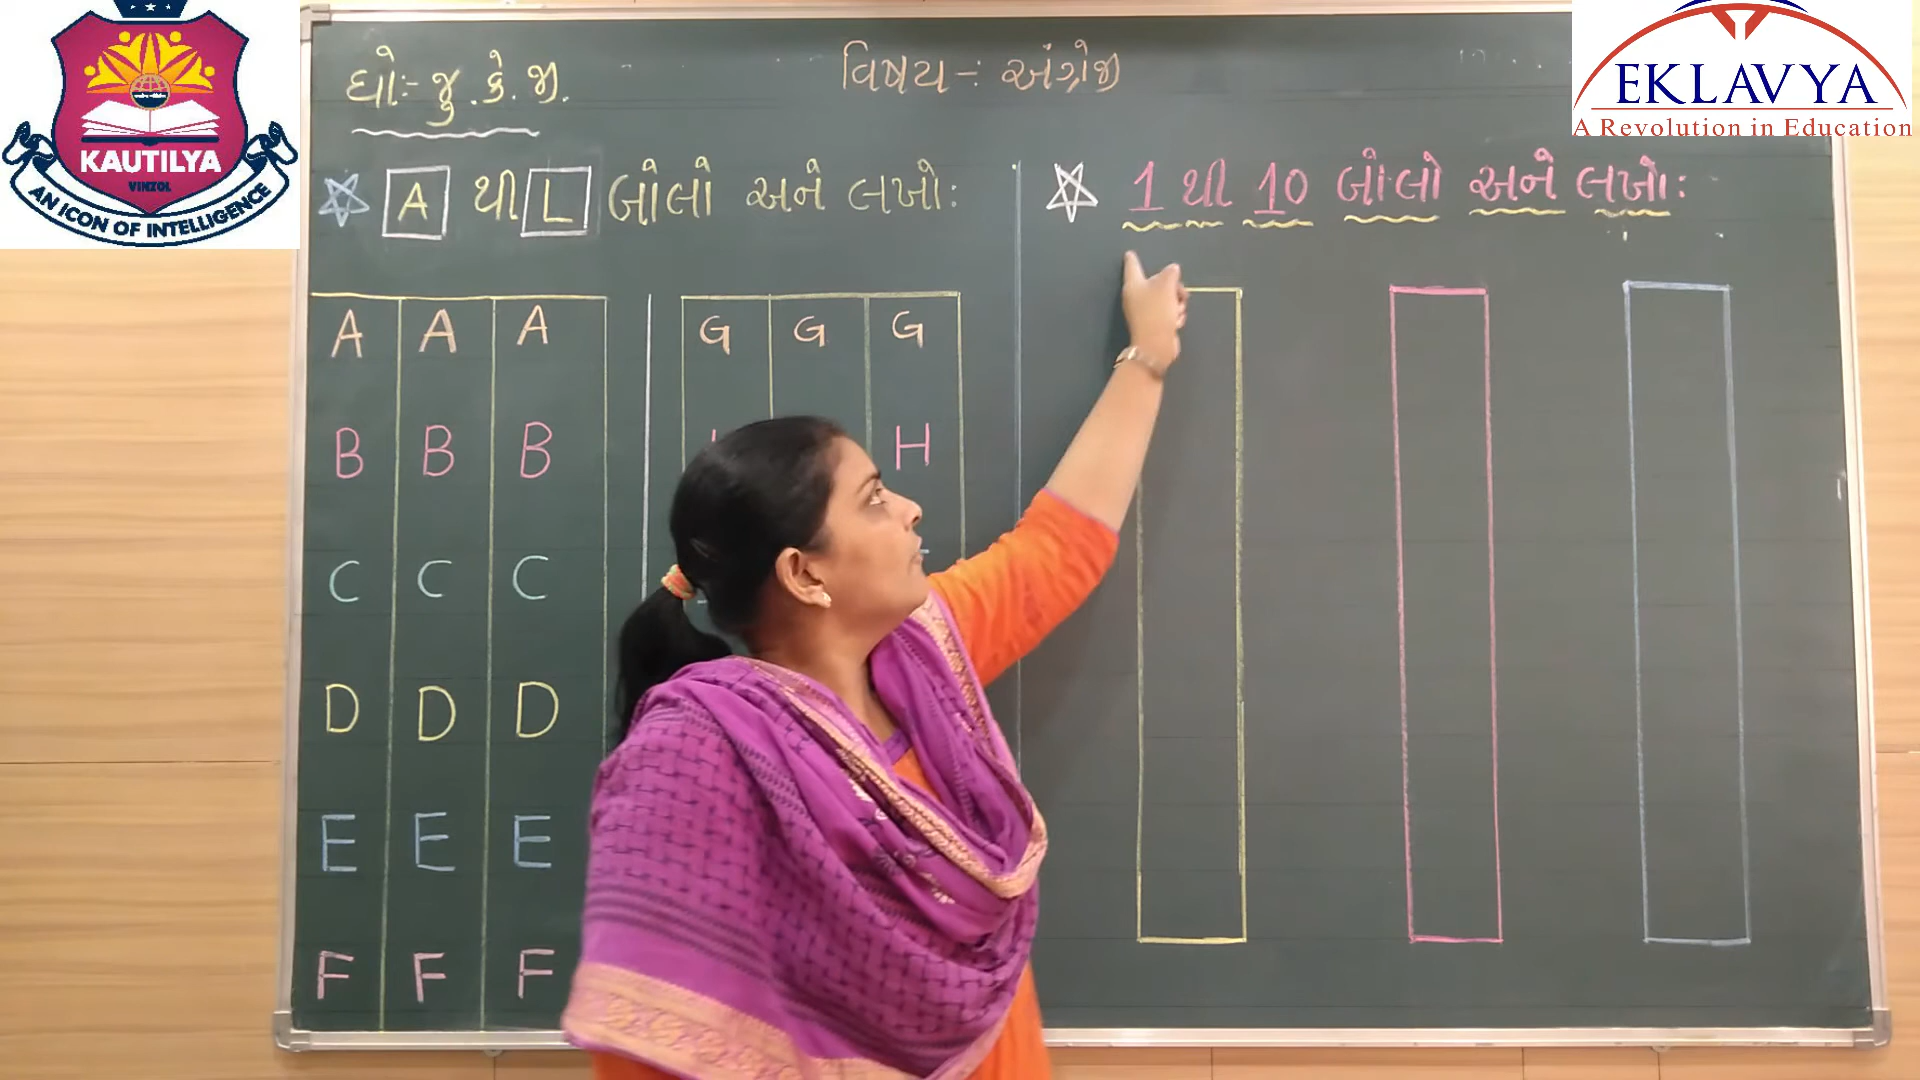 KAUTILYA
VINZOL
AN ICON OF INTELLIGENCE
EKLAVYA
A Revolution in Education
ધોઃ- જુ.કે.જી.
વિષય -: અંગ્રેજી
A થી L બોલો અને લખો:
A A A
B B B
C C C
D D D
E E E
F F F
G G G
H
1 થી 10 બોલો અને લખો: